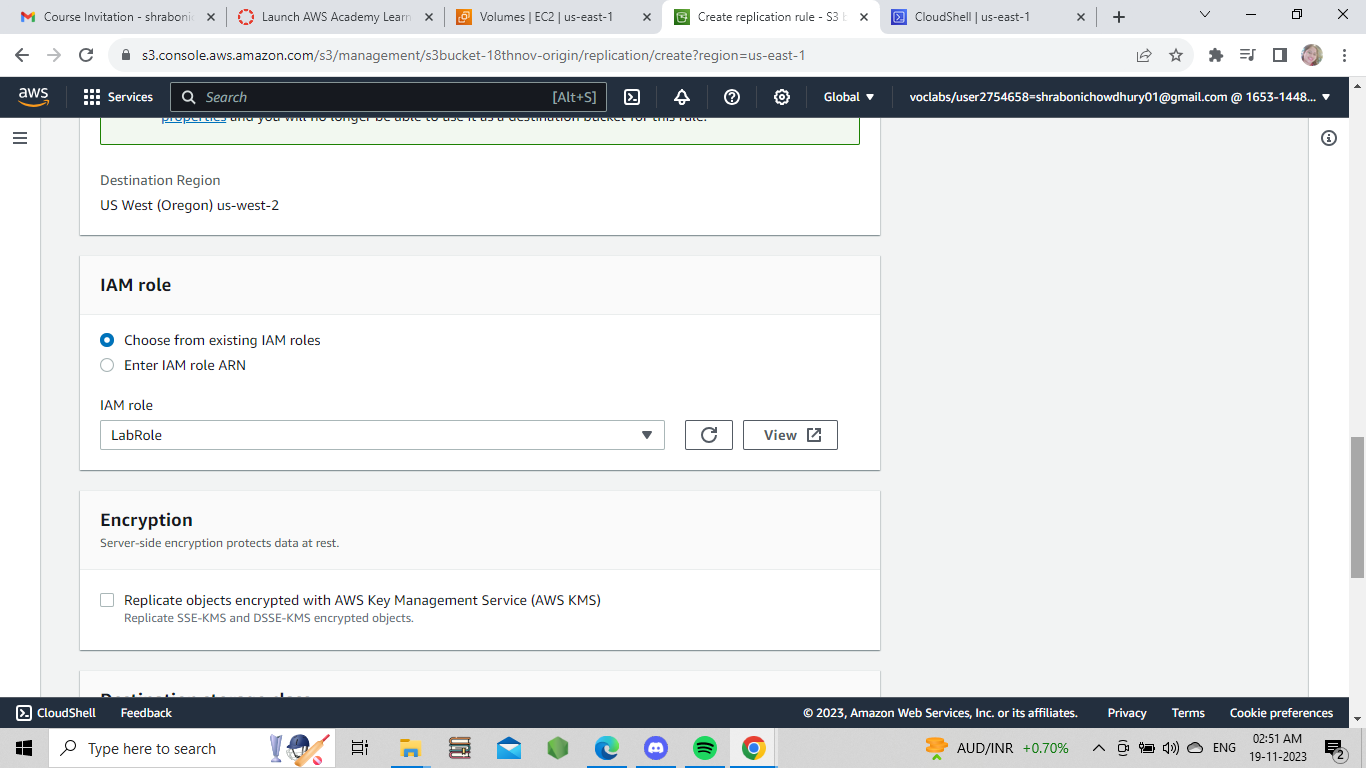 Course Invitation - shrabonic
Launch AWS Academy Learn
Volumes | EC2 | us-east-1
Create replication rule - S3 b
CloudShell | us-east-1
s3.console.aws.amazon.com/s3/management/s3bucket-18thnov-origin/replication/create?region=us-east-1
aws
Services
Search
[Alt+S]
Global
voclabs/user2754658=shrabonichowdhury01@gmail.com @ 1653-1448...
properties and you will no longer be able to use it as a destination bucket for this rule.
Destination Region
US West (Oregon) us-west-2
IAM role
Choose from existing IAM roles
Enter IAM role ARN
IAM role
LabRole
View
Encryption
Server-side encryption protects data at rest.
Replicate objects encrypted with AWS Key Management Service (AWS KMS)
Replicate SSE-KMS and DSSE-KMS encrypted objects.
Destination storage class
CloudShell
Feedback
© 2023, Amazon Web Services, Inc. or its affiliates.
Privacy
Terms
Cookie preferences
Type here to search
AUD/INR +0.70%
ENG
02:51 AM
19-11-2023
2